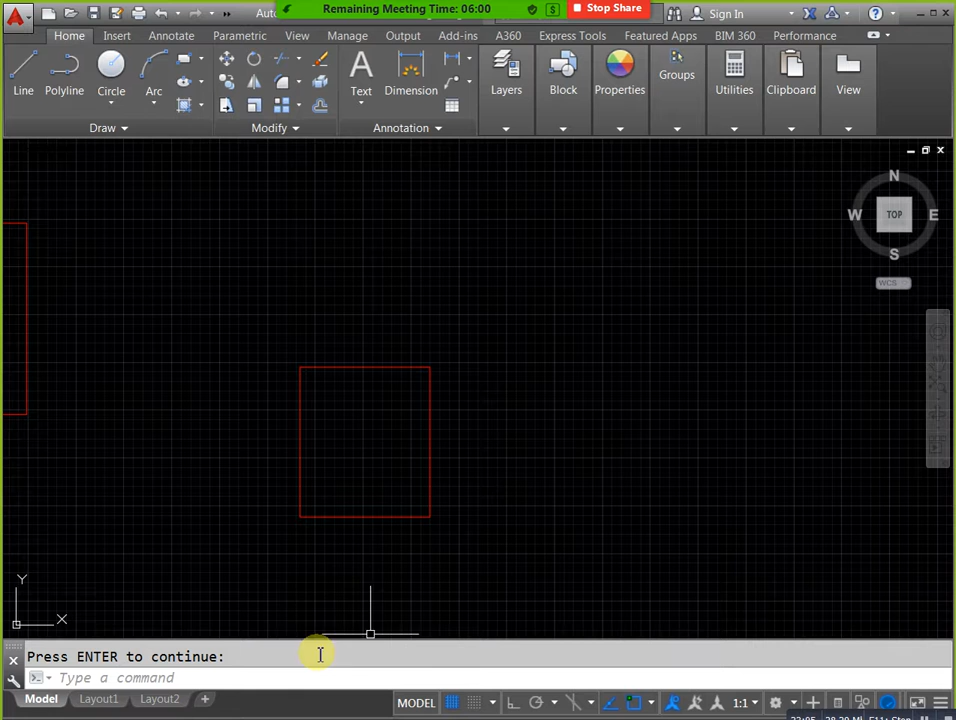 Auto
Remaining Meeting Time: 06:00
Stop Share
Sign In
Home
Insert
Annotate
Parametric
View
Manage
Output
Add-ins
A360
Express Tools
Featured Apps
BIM 360
Performance
Line
Polyline
Circle
Arc
Text
Dimension
Layers
Block
Properties
Groups
Utilities
Clipboard
View
Draw
Modify
Annotation
N
W
TOP
E
S
WCS
Y
X
Press ENTER to continue:
Type a command
Model
Layout1
Layout2
+
MODEL
1:1